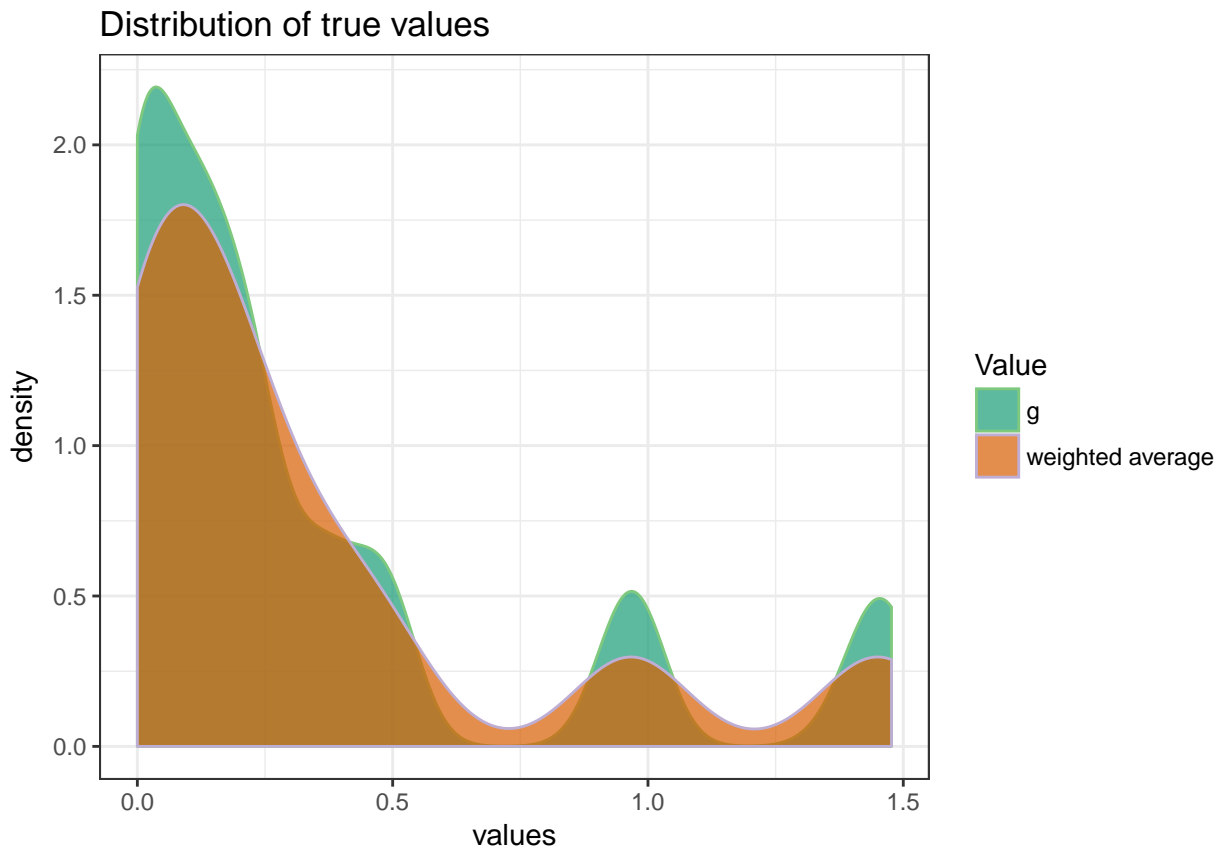 Distribution of true values
density
2.0
1.5
1.0
0.5
0.0
0.0 0.5 1.0 1.5
values
Value
g
weighted average